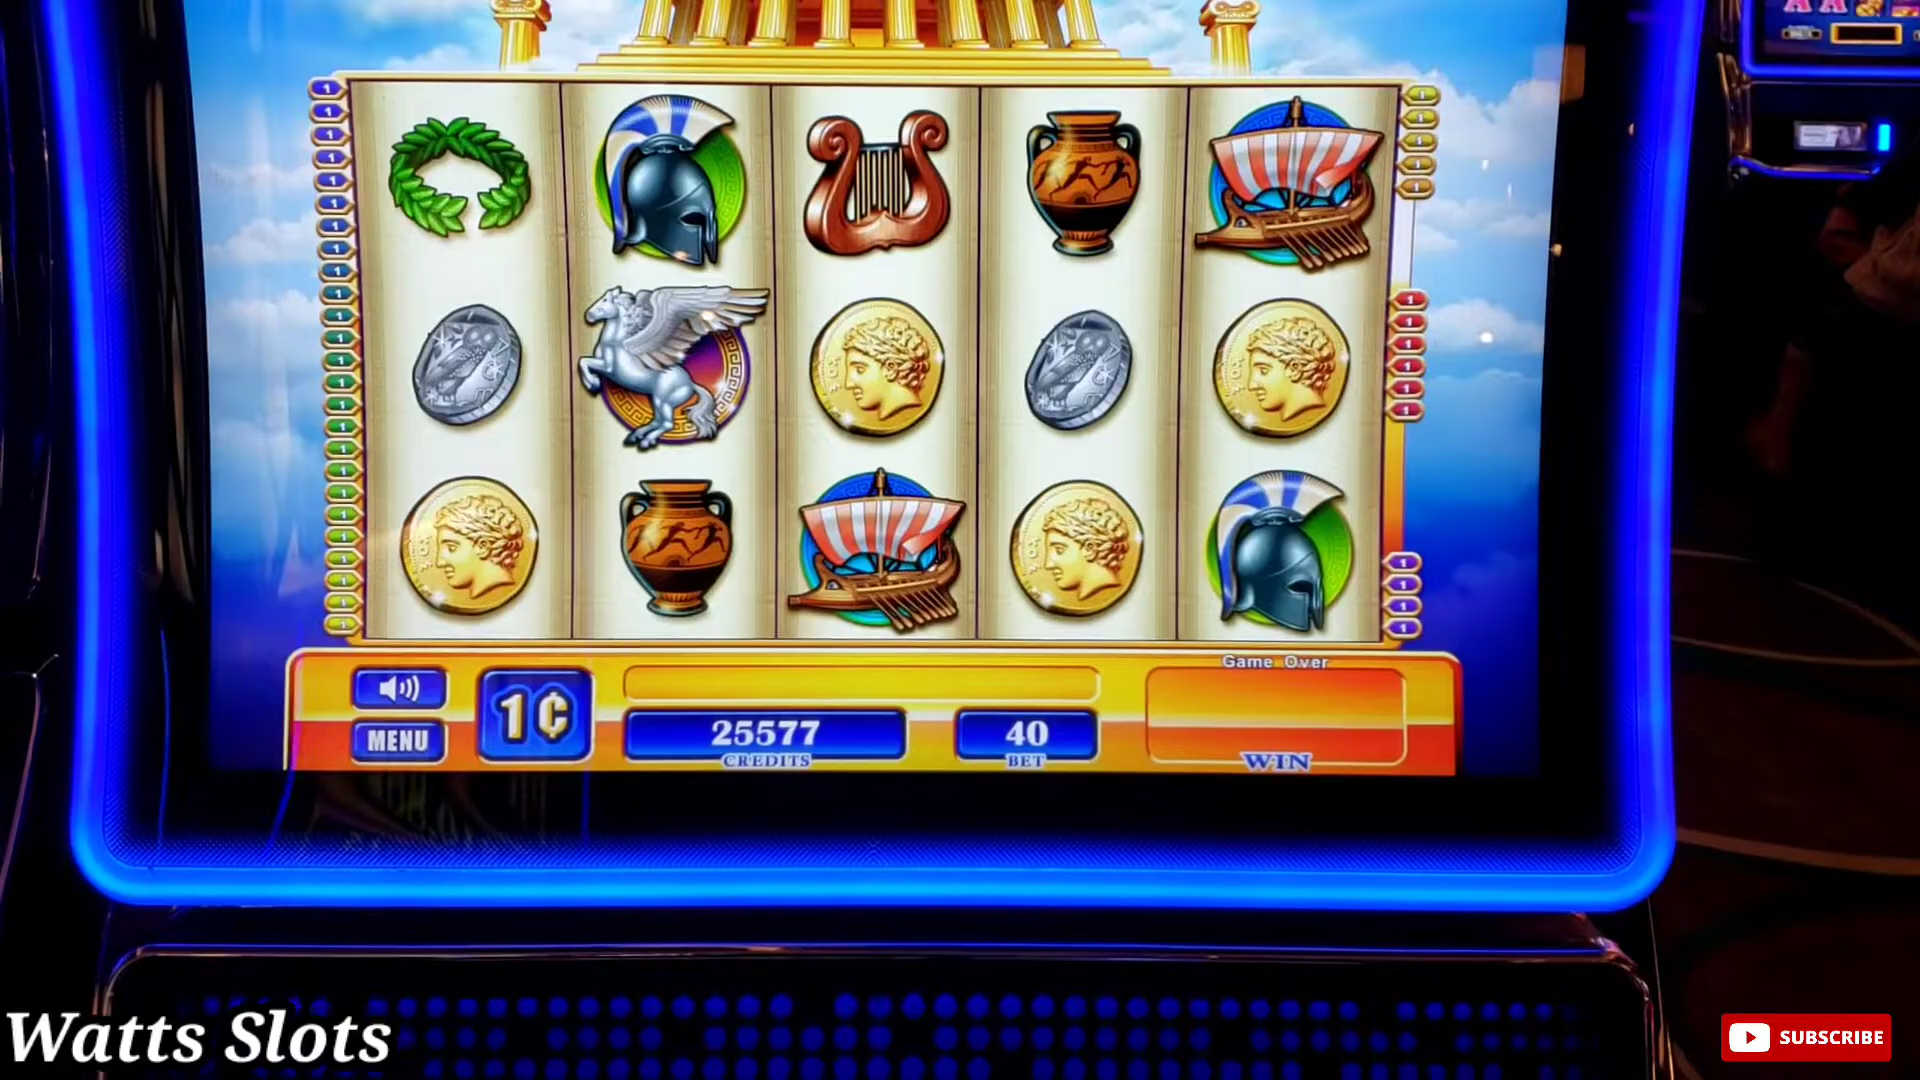 Game Over
1¢
MENU
25577
CREDITS
40
BET
WIN
Watts Slots
SUBSCRIBE